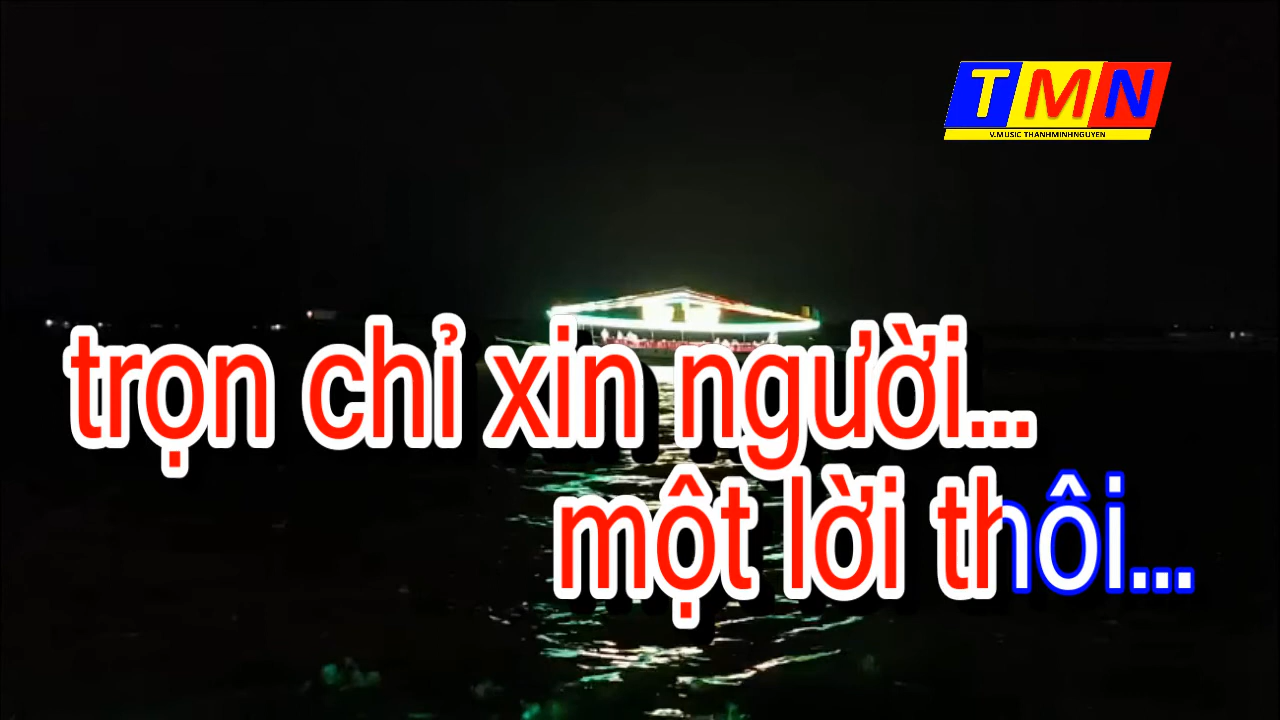 TMN
V.MUSIC THANHMINHNGUYEN
trọn chỉ xin người...
một lời thôi...